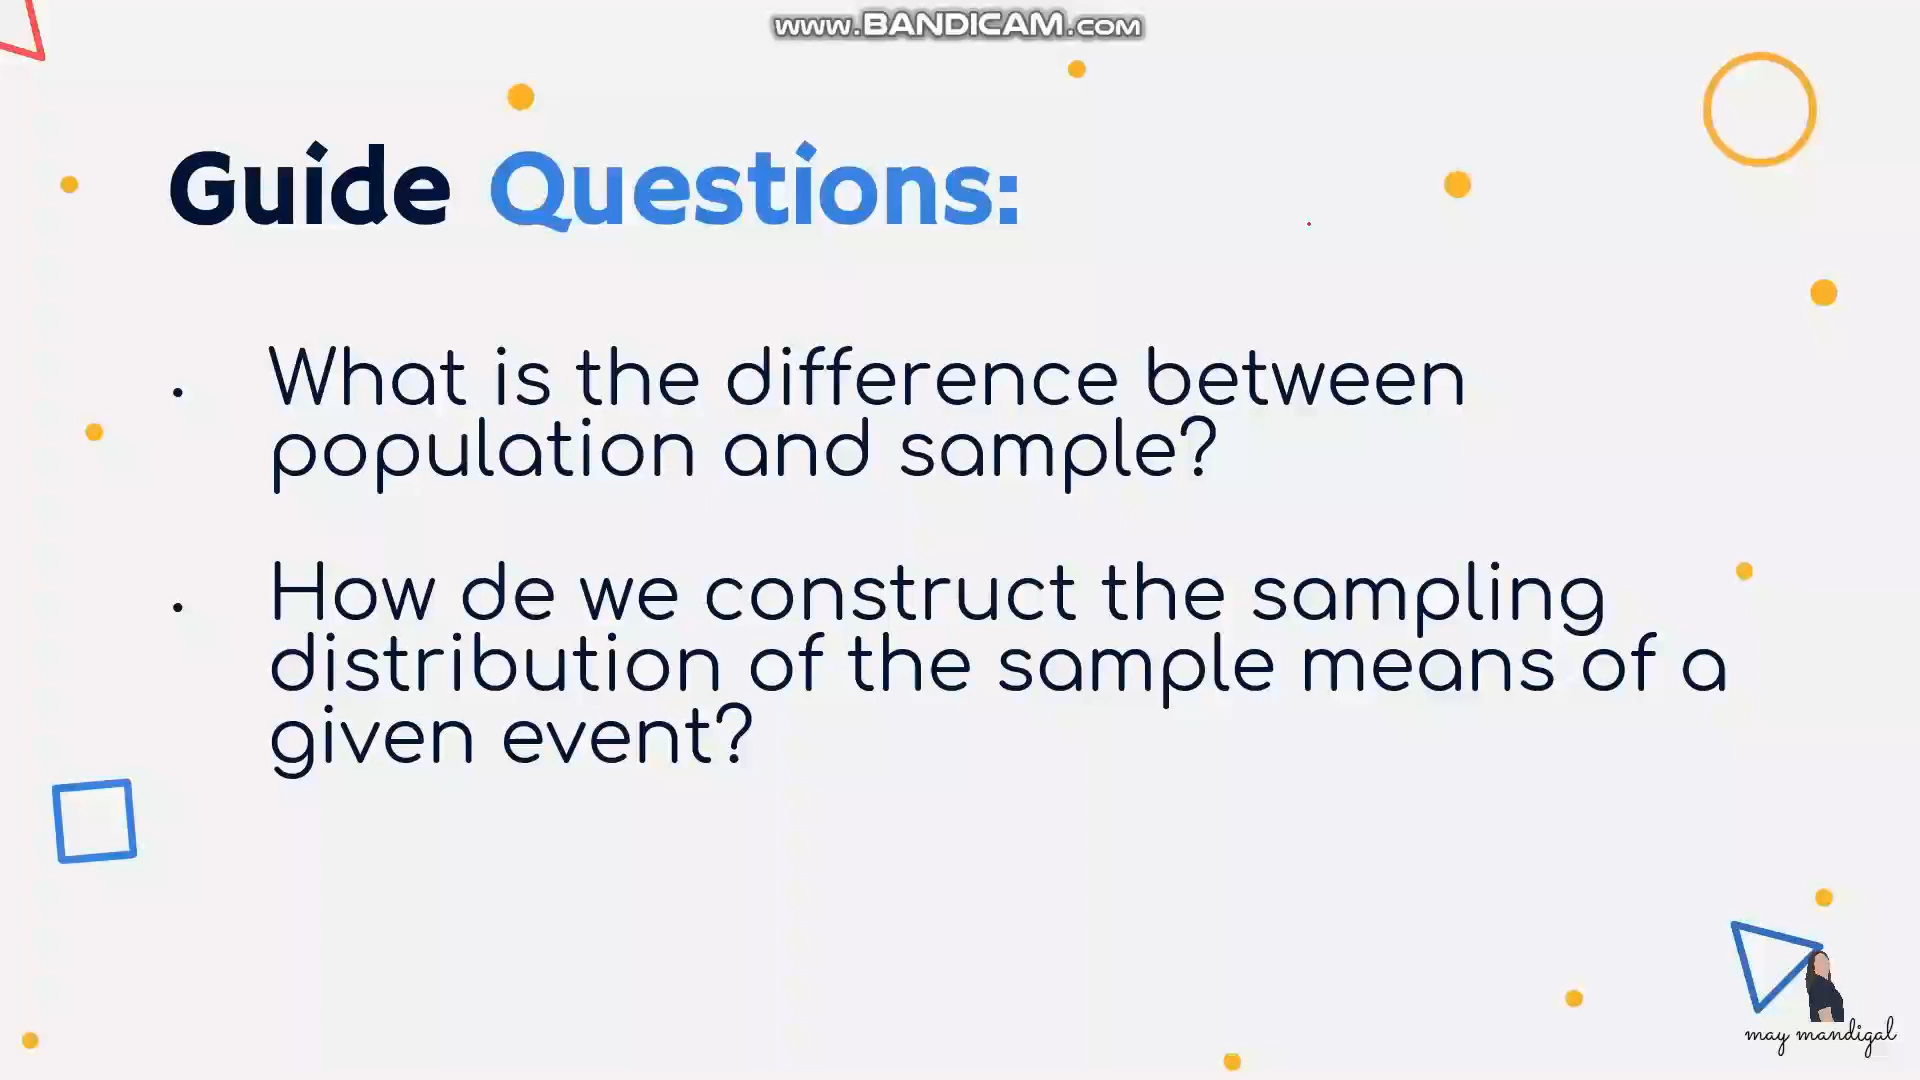 www.BANDICAM.com
Guide Questions:
• What is the difference between
population and sample?
• How de we construct the sampling
distribution of the sample means of a
given event?
may mandigal